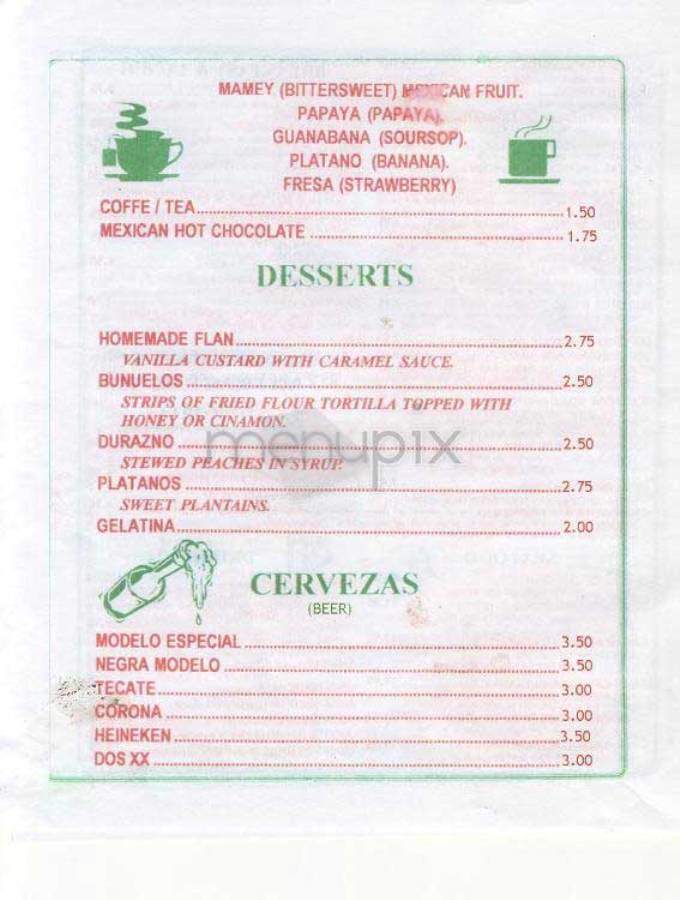 MAMEY (BITTERSWEET) MEXICAN FRUIT.
PAPAYA (PAPAYA).
GUANABANA (SOURSOP).
PLATANO (BANANA).
FRESA (STRAWBERRY)
COFFE / TEA 1.50
MEXICAN HOT CHOCOLATE 1.75
DESSERTS
HOMEMADE FLAN 2.75
VANILLA CUSTARD WITH CARAMEL SAUCE.
BUNUELOS 2.50
STRIPS OF FRIED FLOUR TORTILLA TOPPED WITH
HONEY OR CINAMON.
DURAZNO 2.50
menupix
STEWED PEACHES IN SYRUP.
PLATANOS 2.75
SWEET PLANTAINS.
GELATINA 2.00
CERVEZAS
(BEER)
MODELO ESPECIAL 3.50
NEGRA MODELO 3.50
TECATE 3.00
CORONA 3.00
HEINEKEN 3.50
DOS XX 3.00